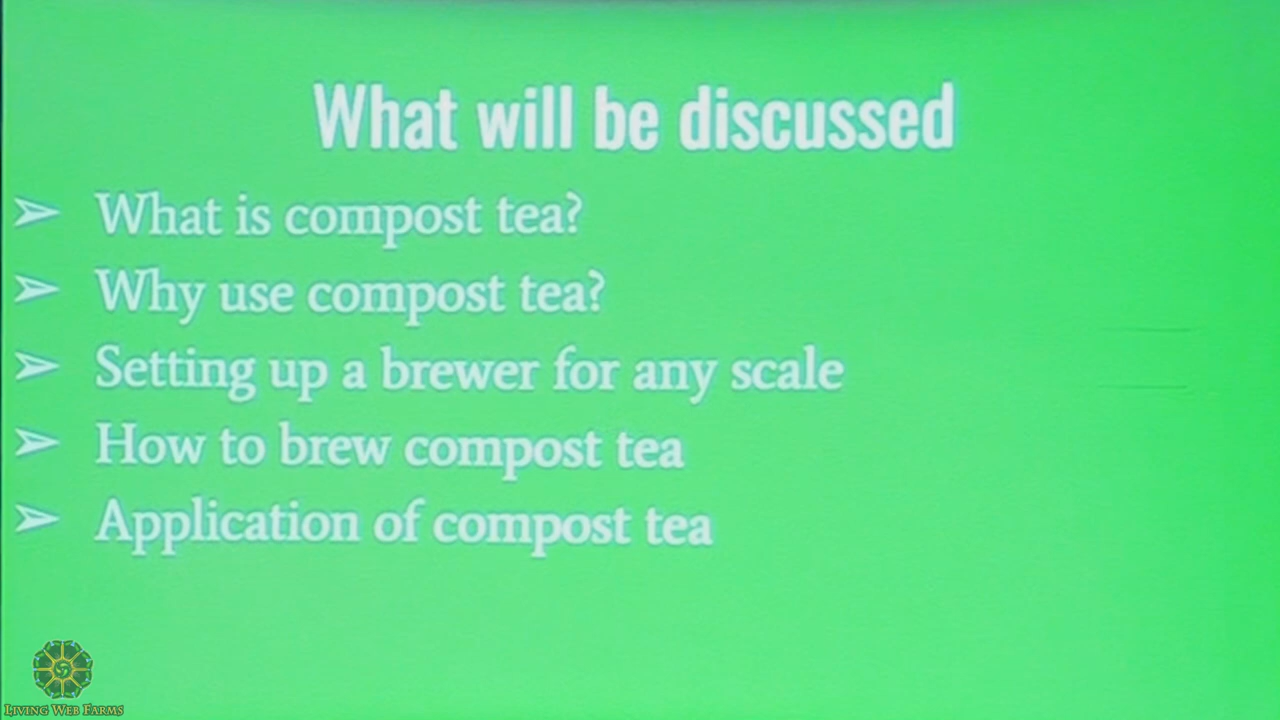 What will be discussed
➢ What is compost tea?
➢ Why use compost tea?
➢ Setting up a brewer for any scale
➢ How to brew compost tea
➢ Application of compost tea
Living Web Farms